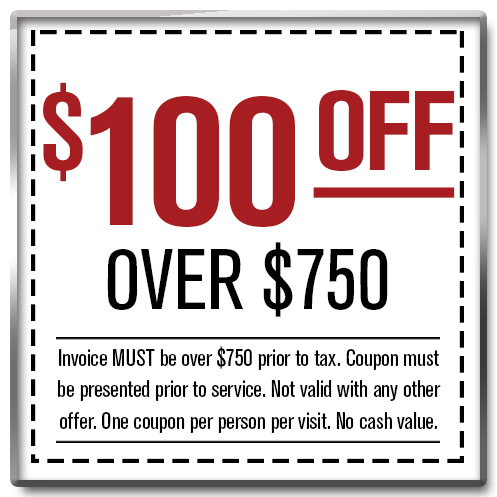 $100 OFF
OVER $750
Invoice MUST be over $750 prior to tax. Coupon must
be presented prior to service. Not valid with any other
offer. One coupon per person per visit. No cash value.